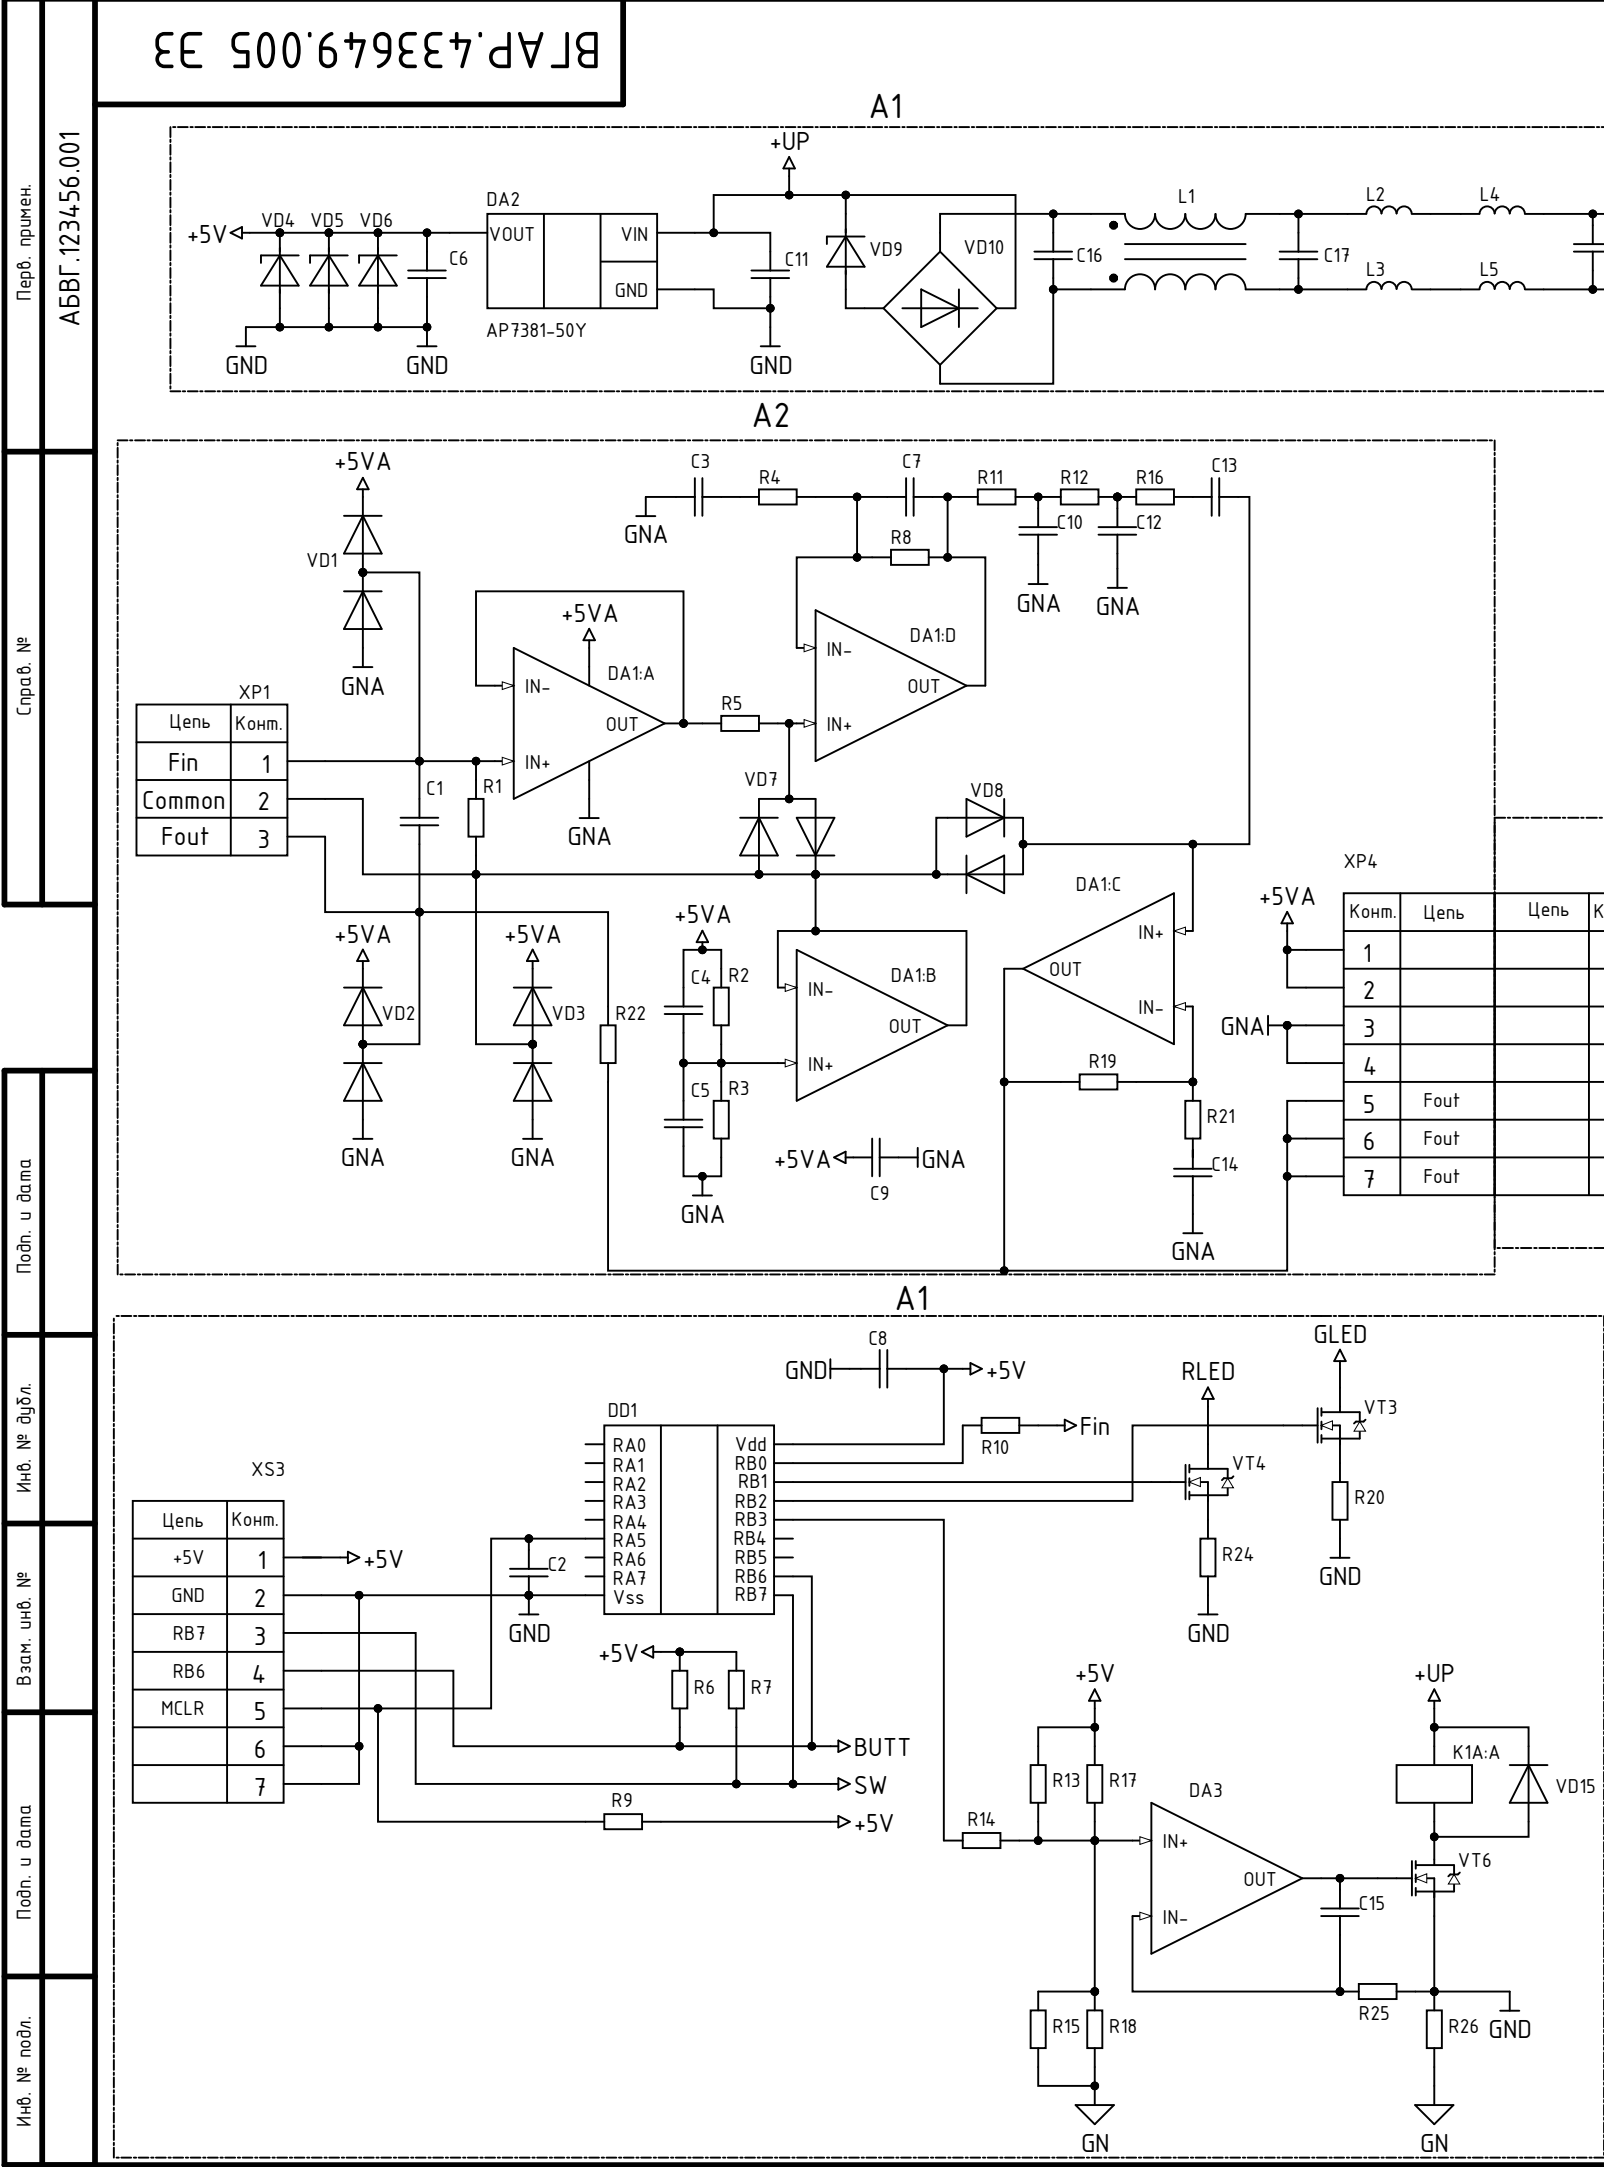 ВГАР.433649.005 ЭЗ
Перв. примен.
АБВГ.123456.001
Справ. №
Подп. и дата
Инв. № дубл.
Взам. инв. №
Подп. и дата
Инв. № подл.
A1
+UP
DA2
VD4 VD5 VD6
+5V
VOUT
VIN
GND
C6
C11
AP7381-50Y
GND
GND
GND
VD9
VD10
C16
L1
C17
L2
L4
L3
L5
A2
+5VA
VD1
GNA
C3
R4
C7
R11
R12
R16
C13
GNA
R8
C10
C12
GNA
GNA
+5VA
DA1:A
IN-
OUT
IN+
GNA
DA1:D
IN-
OUT
IN+
R5
XP1
Цепь Конт.
Fin 1
Common 2
Fout 3
C1
R1
VD7
VD8
DA1:C
IN+
OUT
IN-
+5VA
VD2
GNA
+5VA
VD3
GNA
R22
+5VA
C4
R2
C5
R3
GNA
DA1:B
IN-
OUT
IN+
+5VA
C9
GNA
R19
R21
C14
GNA
XP4
+5VA
GNA
Конт. Цепь Цепь
1
2
3
4
5 Fout
6 Fout
7 Fout
A1
C8
GND
+5V
DD1
RA0
RA1
RA2
RA3
RA4
RA5
RA6
RA7
Vss
Vdd
RB0
RB1
RB2
RB3
RB4
RB5
RB6
RB7
R10
Fin
RLED
VT4
R24
GND
GLED
VT3
R20
GND
XS3
Цепь Конт.
+5V 1
GND 2
RB7 3
RB6 4
MCLR 5
6
7
+5V
C2
GND
+5V
R6
R7
BUTT
SW
R9
+5V
+5V
R13
R17
R14
DA3
IN+
OUT
IN-
R15
R18
GN
+UP
K1A:A
VD15
VT6
C15
R25
R26
GND
GN